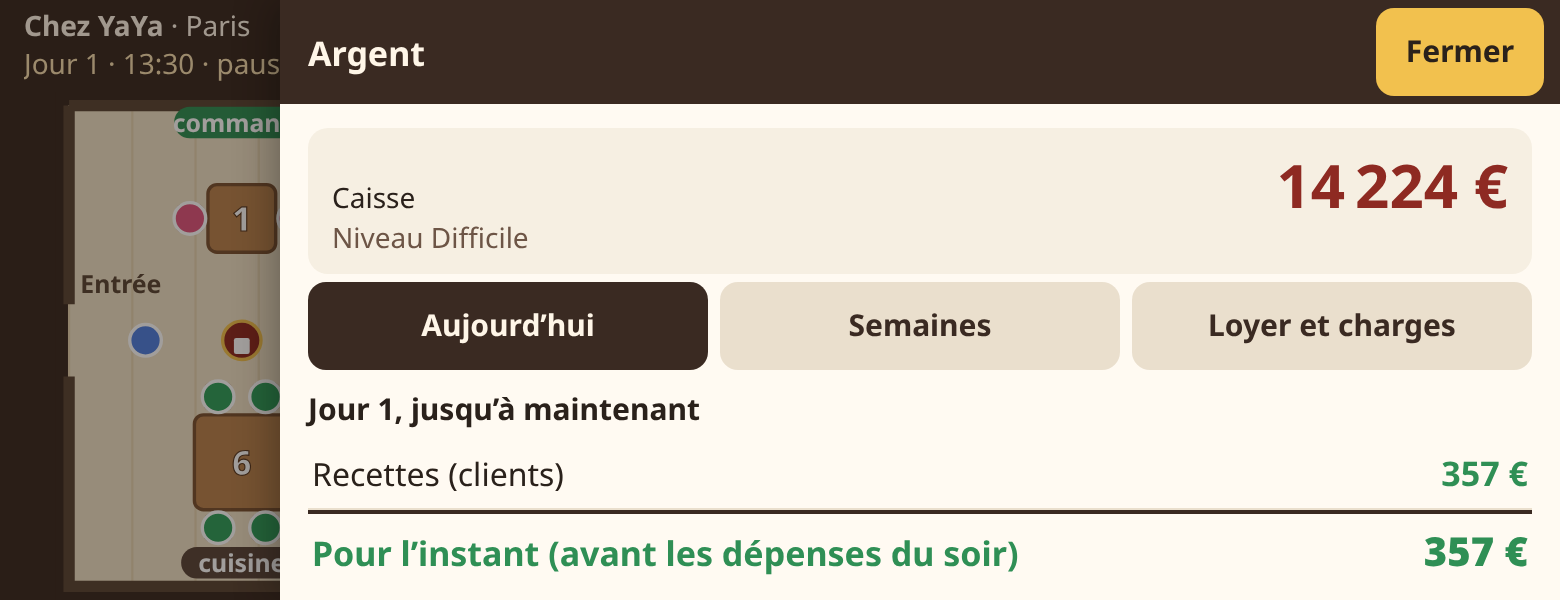 Chez YaYa · Paris
Jour 1 · 13:30 · paus
comman
1
Entrée
6
cuisine
Argent
Fermer
Caisse
Niveau Difficile
14 224 €
Aujourd’hui
Semaines
Loyer et charges
Jour 1, jusqu’à maintenant
Recettes (clients)
357 €
Pour l’instant (avant les dépenses du soir)
357 €